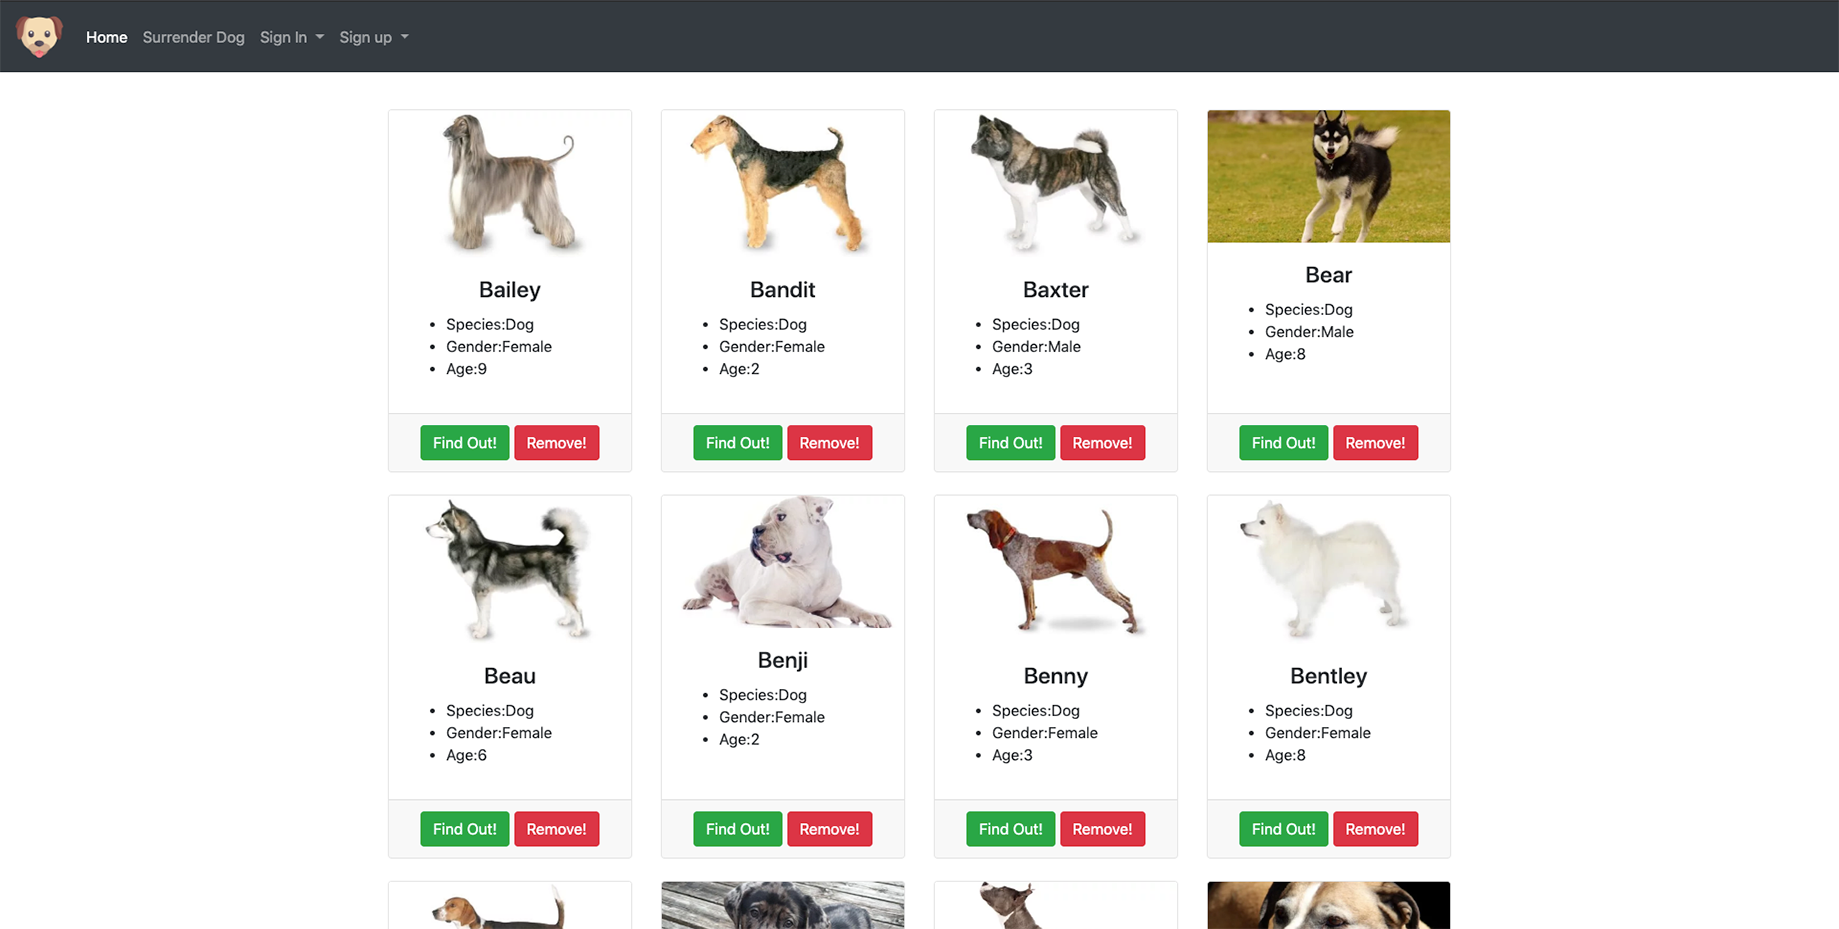 Home Surrender Dog Sign In Sign up
Bailey
Species:Dog
Gender:Female
Age:9
Find Out! Remove!
Bandit
Species:Dog
Gender:Female
Age:2
Find Out! Remove!
Baxter
Species:Dog
Gender:Male
Age:3
Find Out! Remove!
Bear
Species:Dog
Gender:Male
Age:8
Find Out! Remove!
Beau
Species:Dog
Gender:Female
Age:6
Find Out! Remove!
Benji
Species:Dog
Gender:Female
Age:2
Find Out! Remove!
Benny
Species:Dog
Gender:Female
Age:3
Find Out! Remove!
Bentley
Species:Dog
Gender:Female
Age:8
Find Out! Remove!